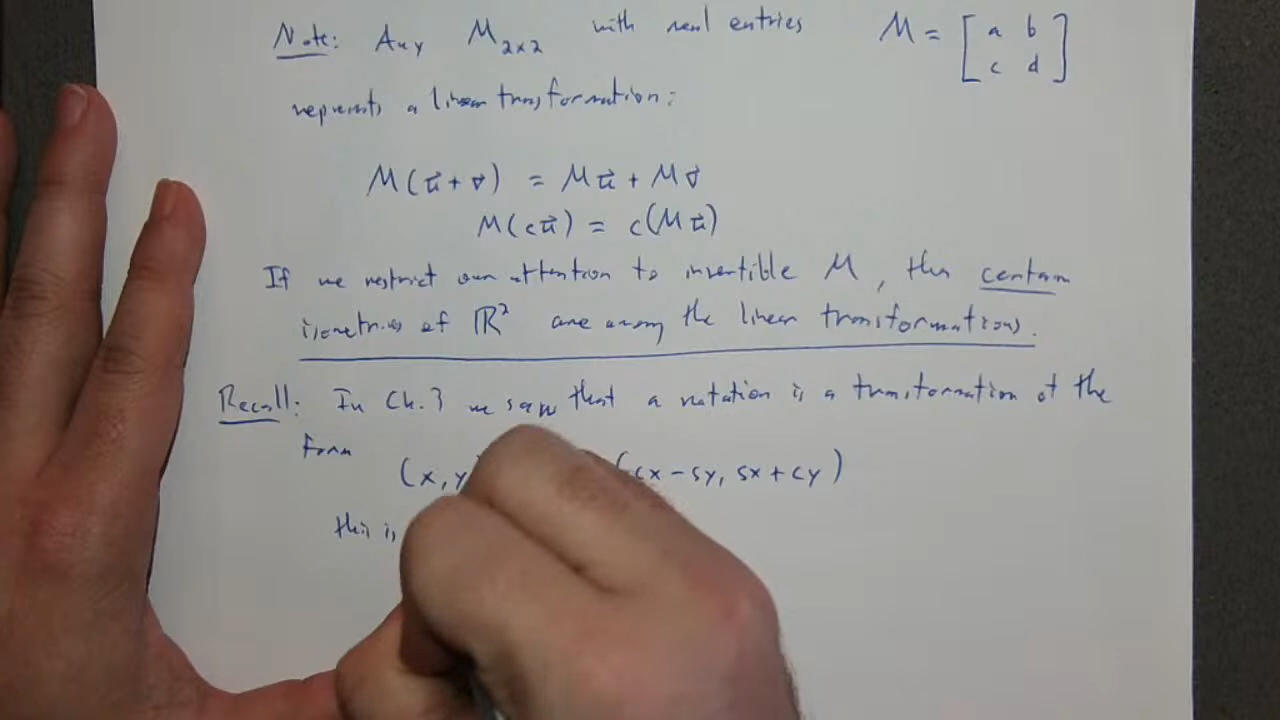 Note: Any M₂ₓ₂ with real entries M = [a b
c d]
represents a linear transformation:
M(u⃗ + v⃗) = Mu⃗ + Mv⃗
M(cu⃗) = c(Mu⃗)
If we restrict our attention to invertible M, then certain
isometries of ℝ² are among the linear transformations.
Recall: In Ch. 3 we saw that a rotation is a transformation of the
form
(x, y (cx - sy, sx + cy)
this is